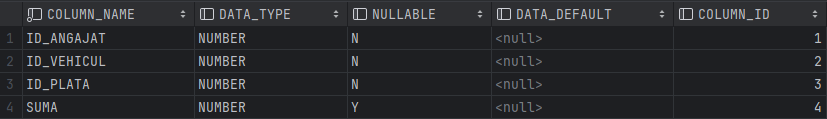 COLUMN_NAME DATA_TYPE NULLABLE DATA_DEFAULT COLUMN_ID
1 ID_ANGAJAT NUMBER N <null> 1
2 ID_VEHICUL NUMBER N <null> 2
3 ID_PLATA NUMBER N <null> 3
4 SUMA NUMBER Y <null> 4